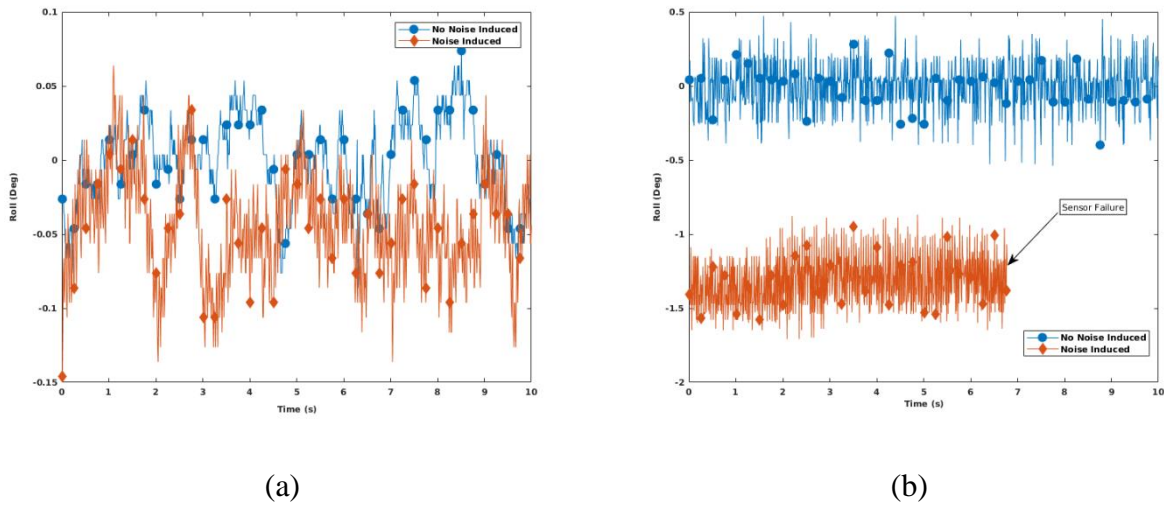 0.1
0.05
0
-0.05
-0.1
-0.15
Roll (Deg)
No Noise Induced
Noise Induced
0 1 2 3 4 5 6 7 8 9 10
Time (s)
(a)
0.5
0
-0.5
-1
-1.5
-2
Roll (Deg)
Sensor Failure
No Noise Induced
Noise Induced
0 1 2 3 4 5 6 7 8 9 10
Time (s)
(b)